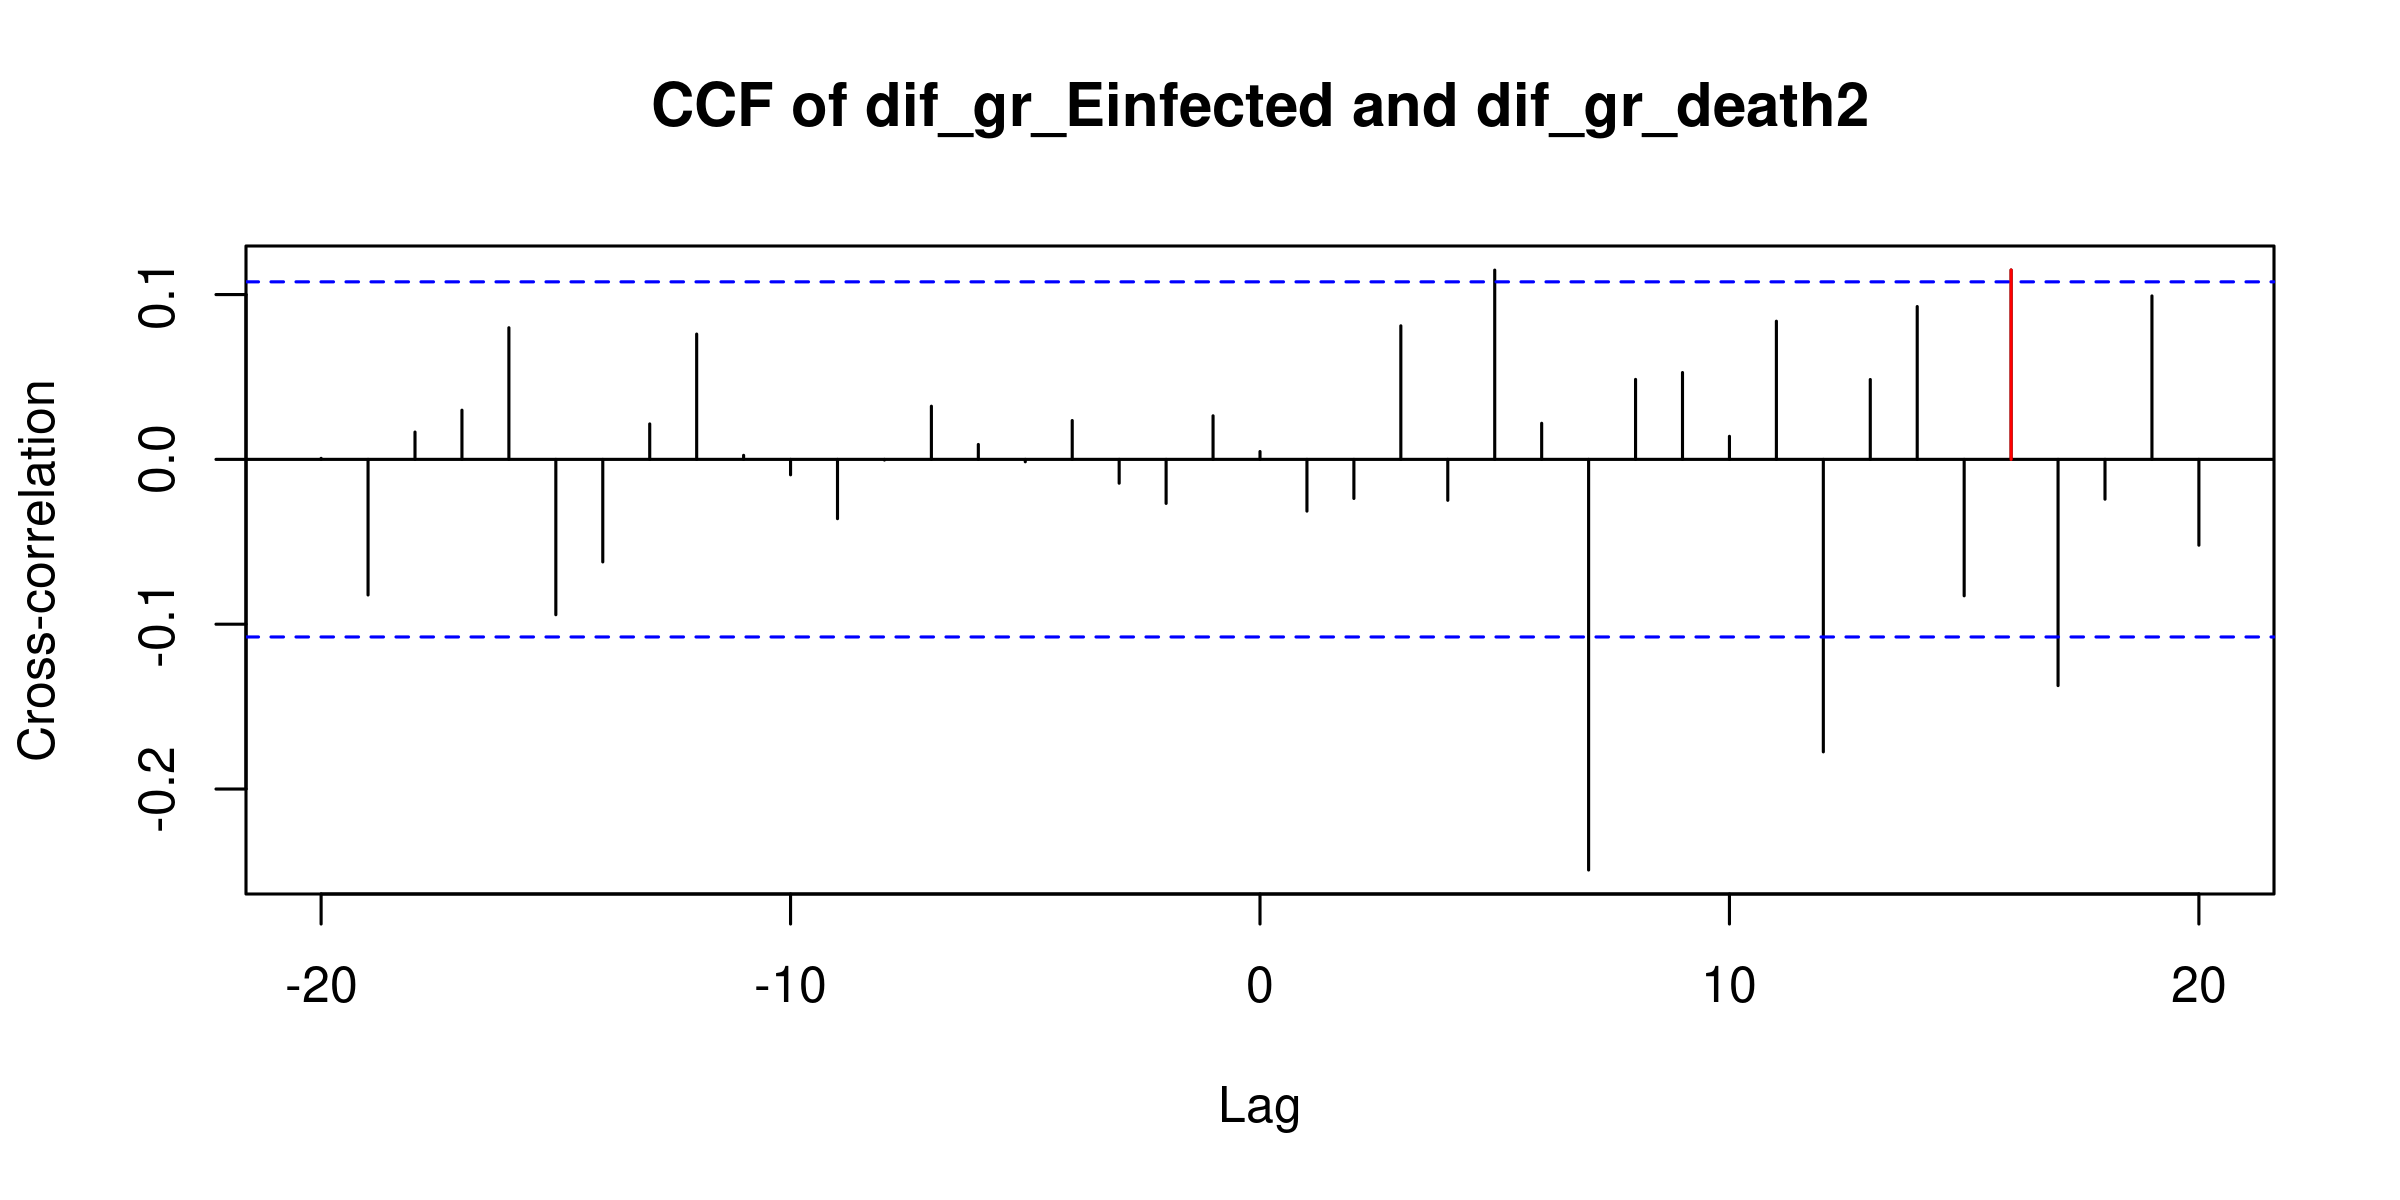 CCF of dif_gr_Einfected and dif_gr_death2
Cross-correlation
0.1
0.0
-0.1
-0.2
-20 -10 0 10 20
Lag